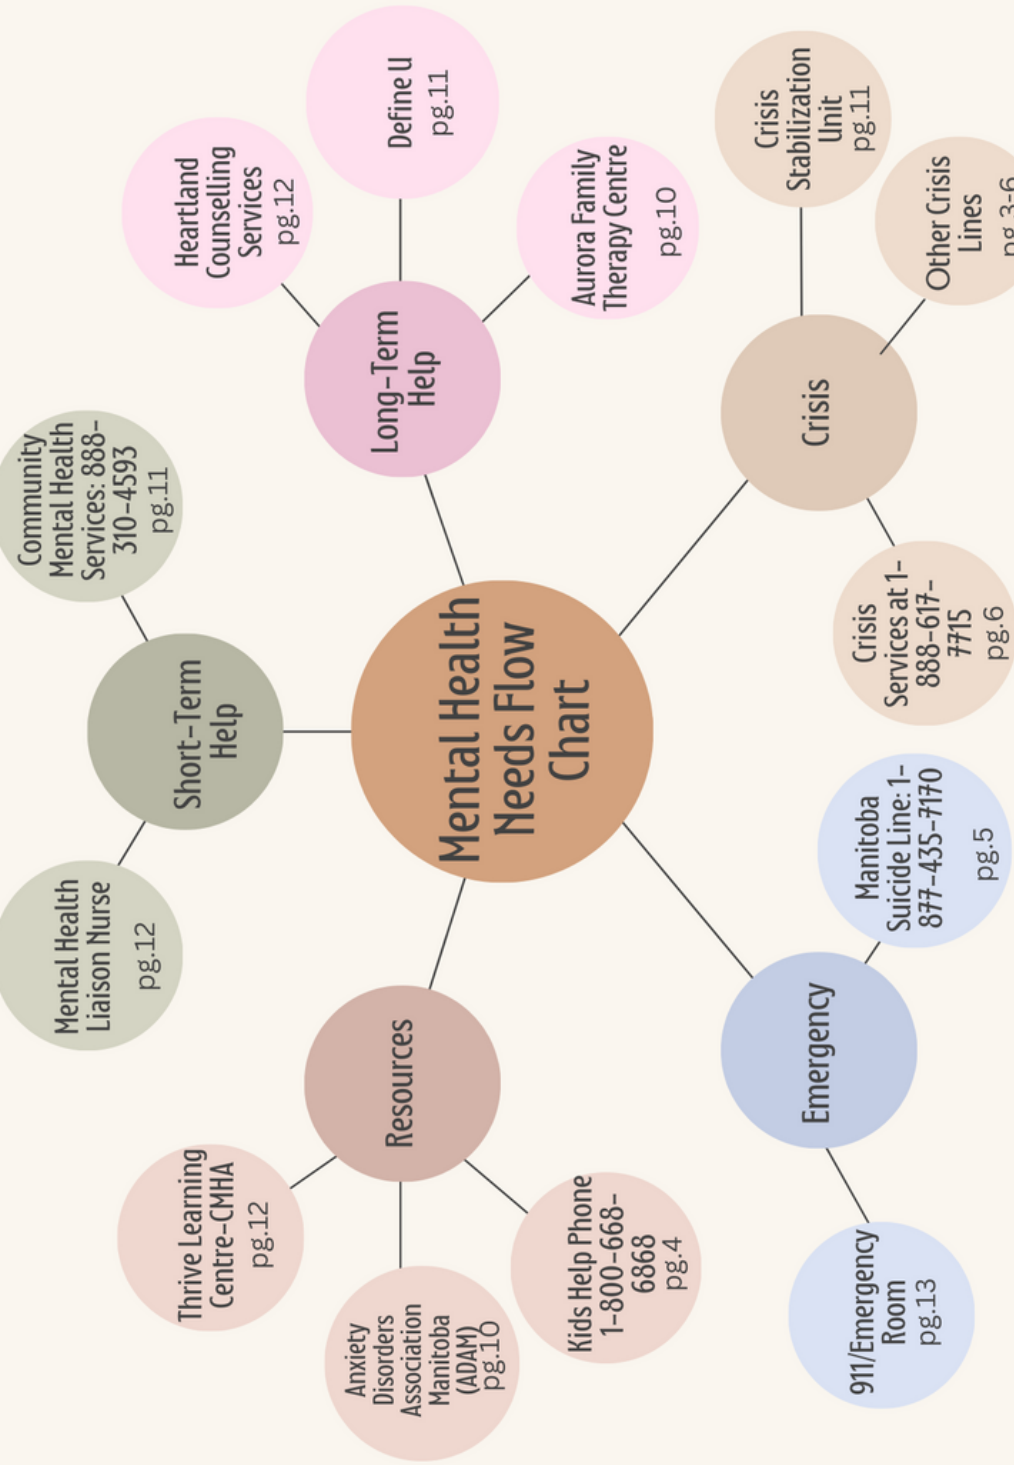 Mental Health
Needs Flow
Chart
Short-Term
Help
Mental Health
Liaison Nurse
pg.12
Community
Mental Health
Services: 888-
310-4593
pg.11
Long-Term
Help
Heartland
Counselling
Services
pg.12
Define U
pg.11
Aurora Family
Therapy Centre
pg.10
Crisis
Crisis
Stabilization
Unit
pg.11
Other Crisis
Lines
pg.3-6
Crisis
Services at 1-
888-617-
7715
pg.6
Emergency
Manitoba
Suicide Line: 1-
877-435-7170
pg.5
911/Emergency
Room
pg.13
Resources
Kids Help Phone
1-800-668-
6868
pg.4
Anxiety
Disorders
Association
Manitoba
(ADAM)
pg.10
Thrive Learning
Centre-CMHA
pg.12